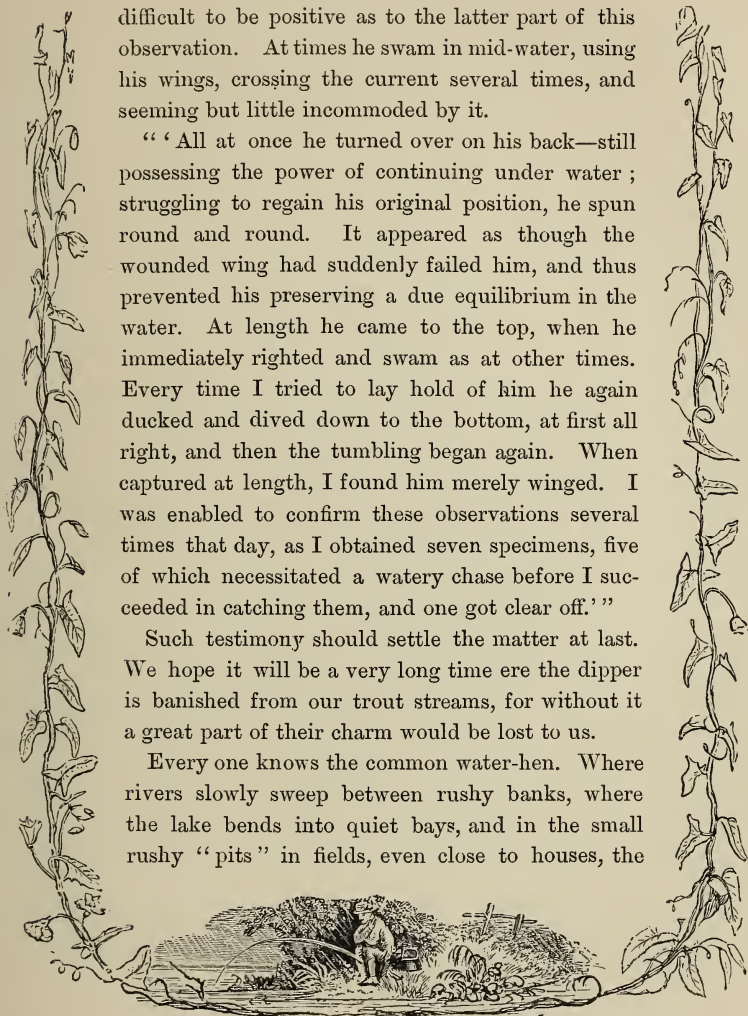 difficult to be positive as to the latter part of this
observation. At times he swam in mid-water, using
his wings, crossing the current several times, and
seeming but little incommoded by it.
“ ‘ All at once he turned over on his back—still
possessing the power of continuing under water ;
struggling to regain his original position, he spun
round and round. It appeared as though the
wounded wing had suddenly failed him, and thus
prevented his preserving a due equilibrium in the
water. At length he came to the top, when he
immediately righted and swam as at other times.
Every time I tried to lay hold of him he again
ducked and dived down to the bottom, at first all
right, and then the tumbling began again. When
captured at length, I found him merely winged. I
was enabled to confirm these observations several
times that day, as I obtained seven specimens, five
of which necessitated a watery chase before I suc-
ceeded in catching them, and one got clear off.’ ”
Such testimony should settle the matter at last.
We hope it will be a very long time ere the dipper
is banished from our trout streams, for without it
a great part of their charm would be lost to us.
Every one knows the common water-hen. Where
rivers slowly sweep between rushy banks, where
the lake bends into quiet bays, and in the small
rushy “pits” in fields, even close to houses, the